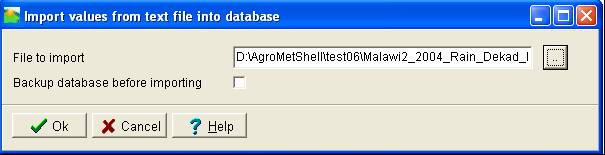 Import values from text file into database
File to import D:\AgroMetShell\test06\Malawi2_2004_Rain_Dekad_I ..
Backup database before importing
Ok Cancel ? Help